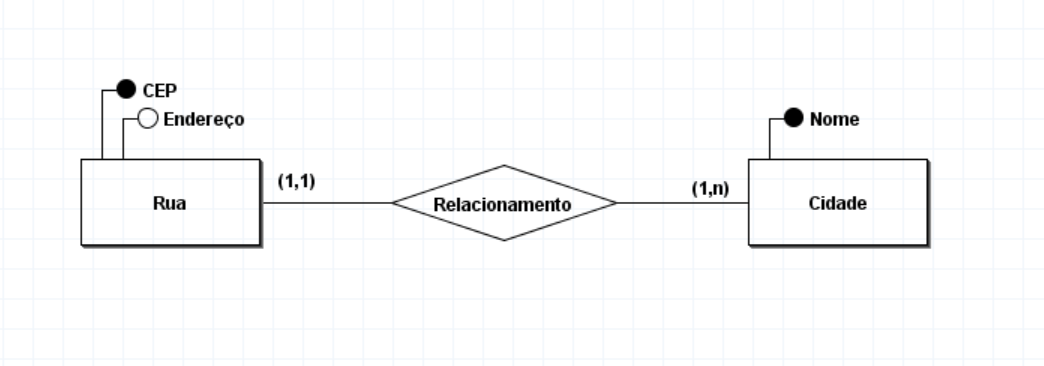 CEP
Endereço
Nome
(1,1)
(1,n)
Rua
Relacionamento
Cidade